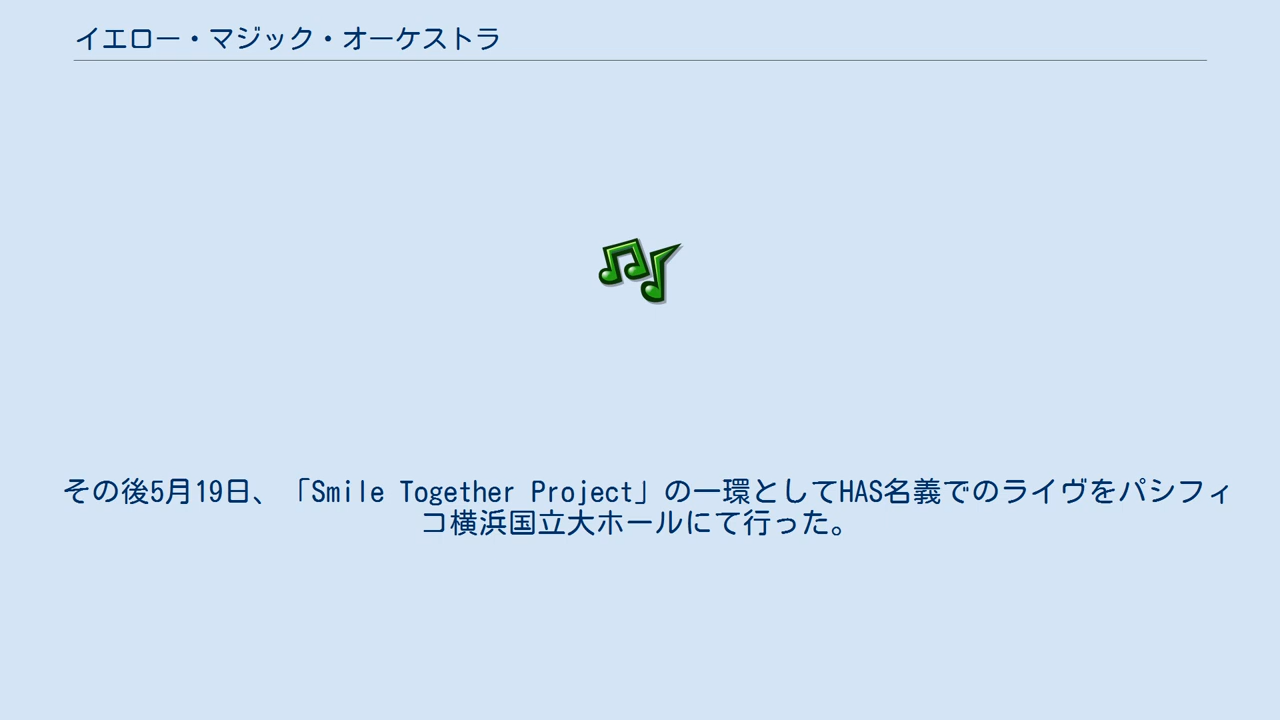 イエロー・マジック・オーケストラ
その後5月19日、「Smile Together Project」の一環としてHAS名義でのライヴをパシフィ
コ横浜国立大ホールにて行った。